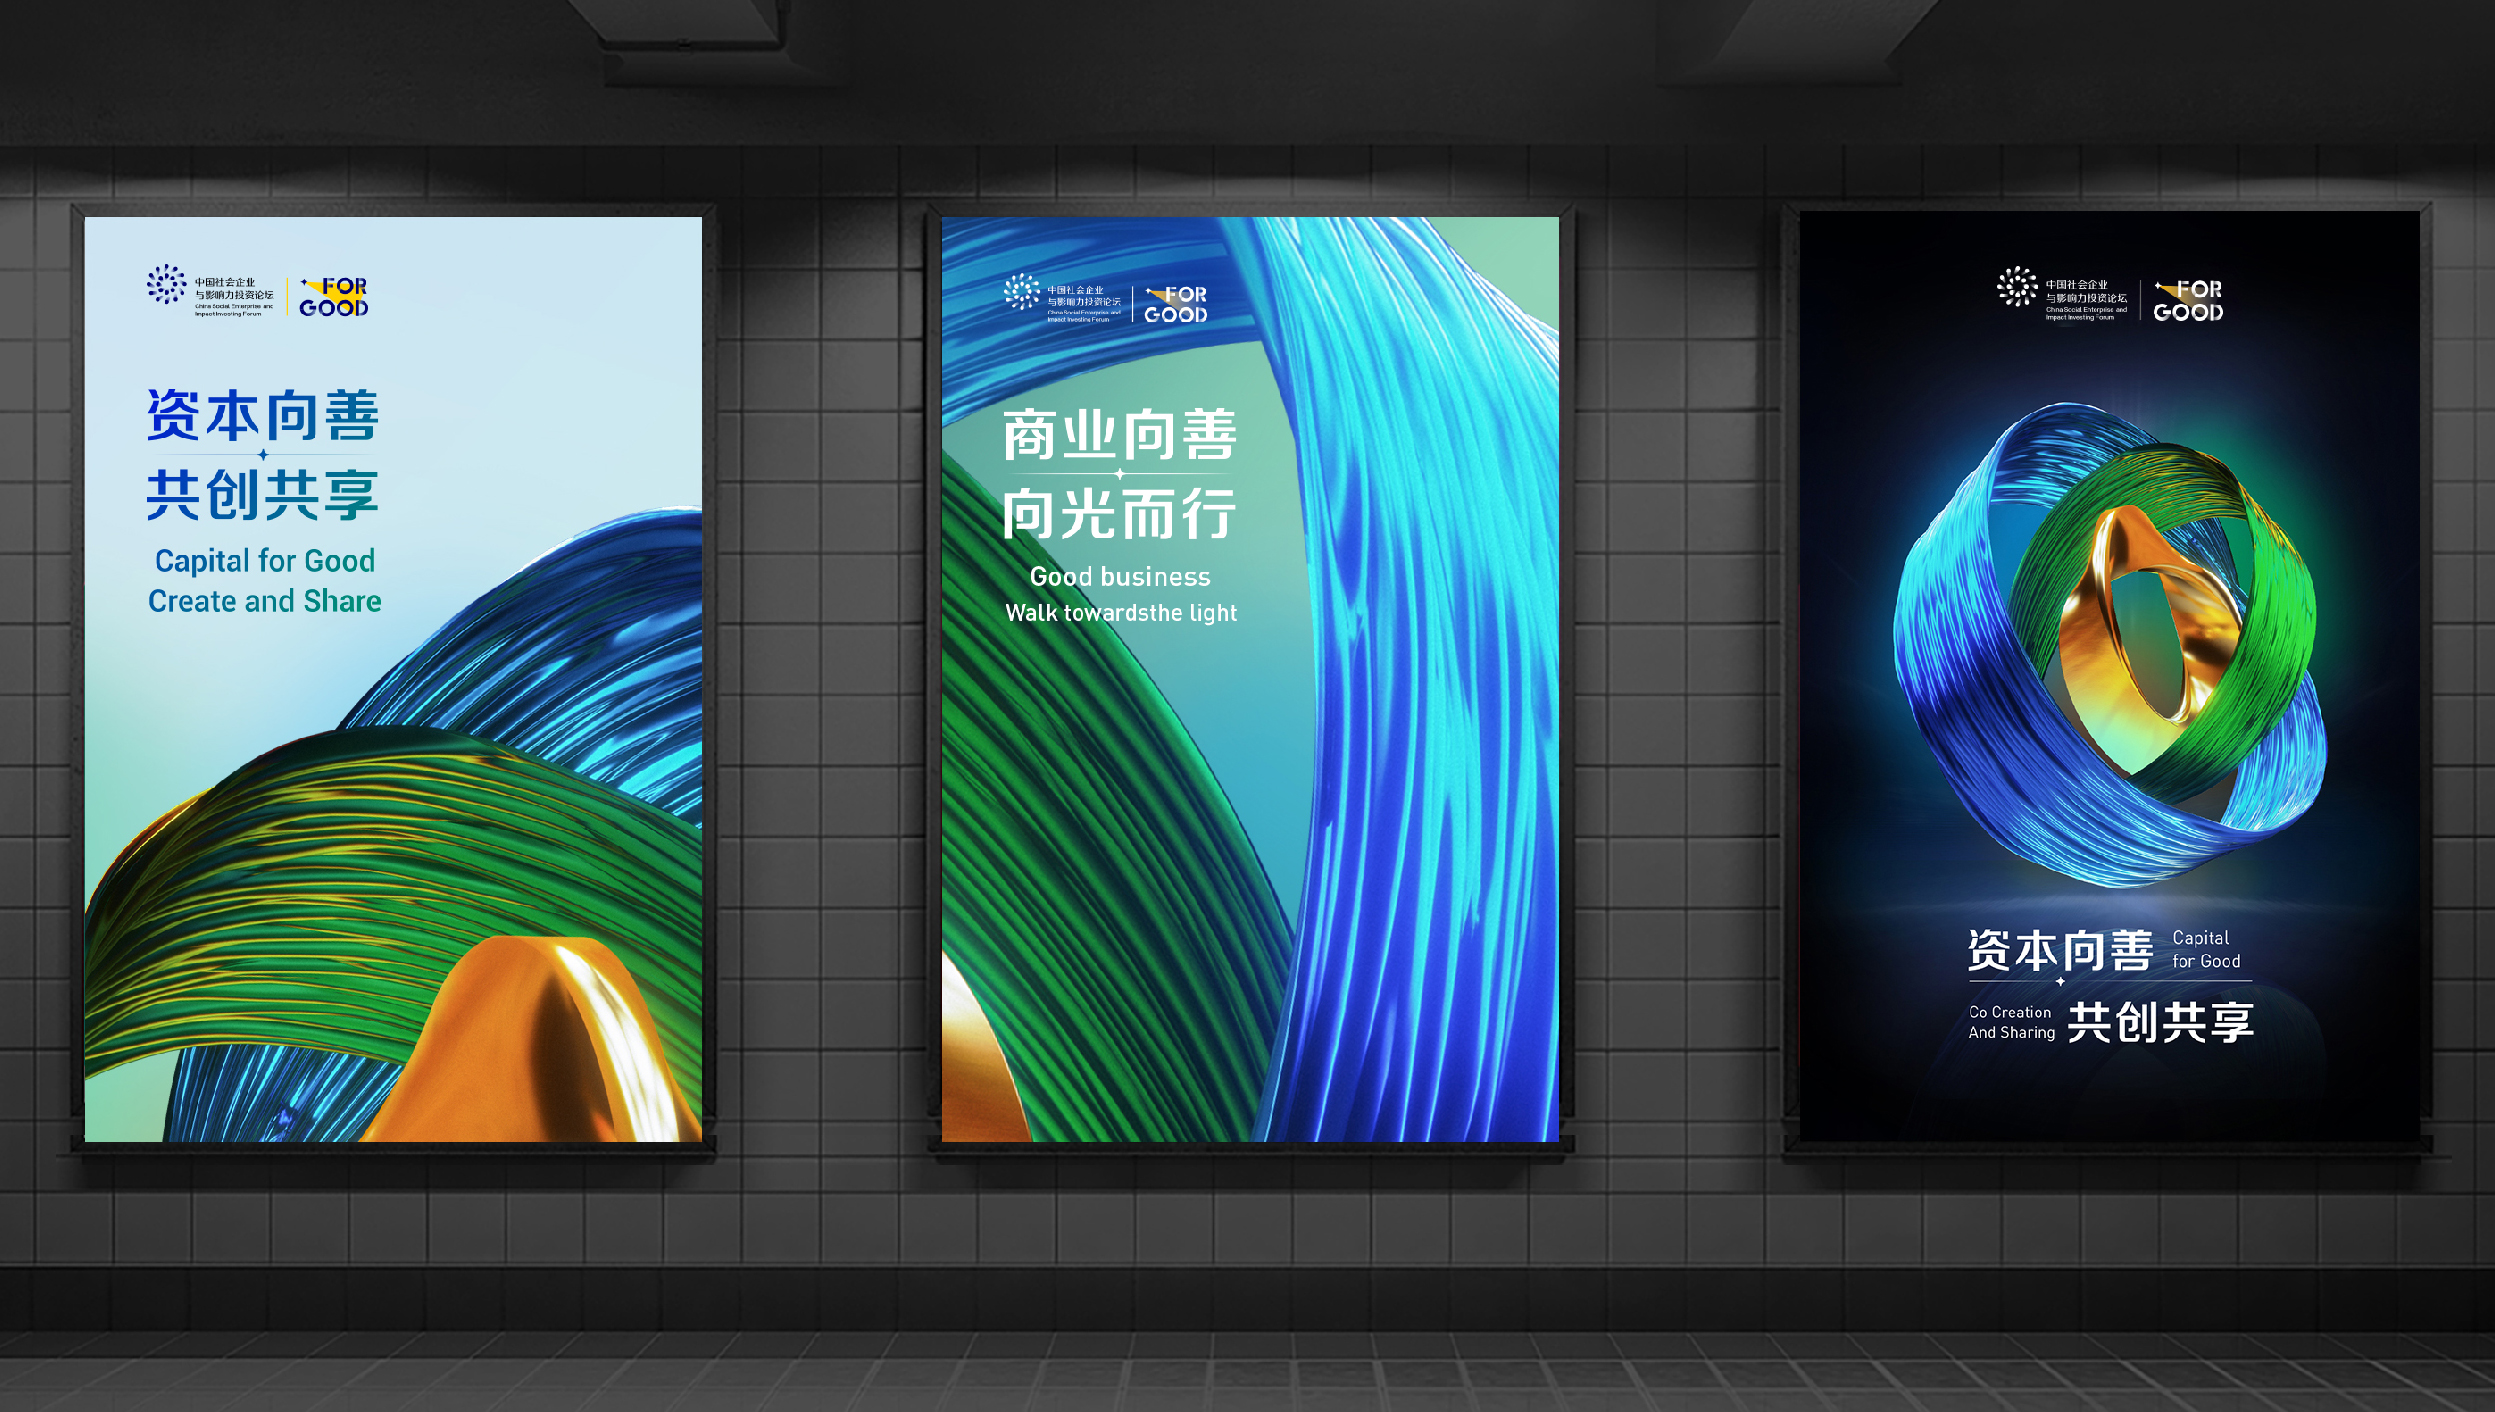 中国社会企业
与影响力投资论坛
China Social Enterprise and
Impact Investing Forum
FOR
GOOD
资本向善
共创共享
Capital for Good
Create and Share
中国社会企业
与影响力投资论坛
China Social Enterprise and
Impact Investing Forum
FOR
GOOD
商业向善
向光而行
Good business
Walk towardsthe light
中国社会企业
与影响力投资论坛
China Social Enterprise and
Impact Investing Forum
FOR
GOOD
资本向善
Capital
for Good
Co Creation
And Sharing
共创共享